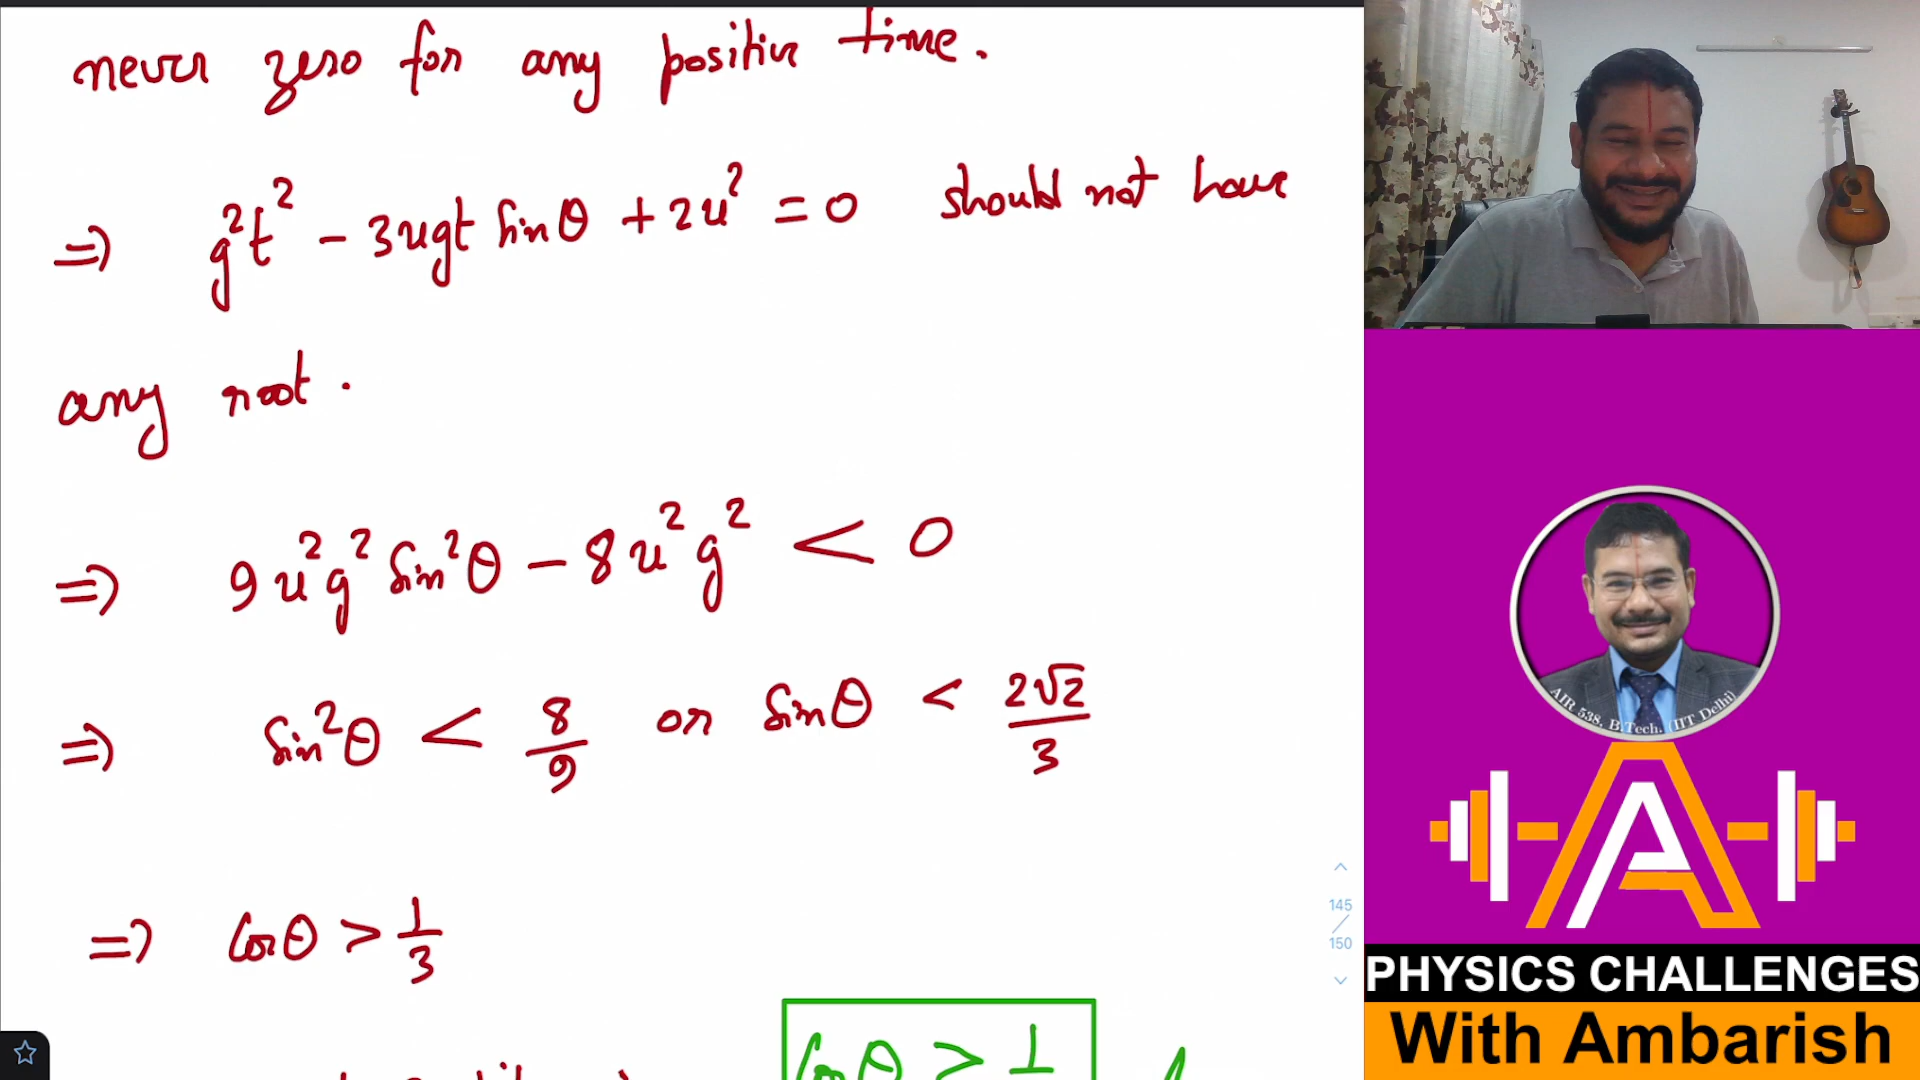 never zero for any positive time.
⇒ g²t² - 3ugt sinθ + 2u² = 0 should not have
any root.
⇒ 9u²g² sin²θ - 8u²g² < 0
⇒ sin²θ < 8/9 or sinθ < 2√2/3
⇒ cosθ > 1/3
cosθ > 1
145
/
150
AIR 538, B.Tech. (IIT Delhi)
A
PHYSICS CHALLENGES
With Ambarish